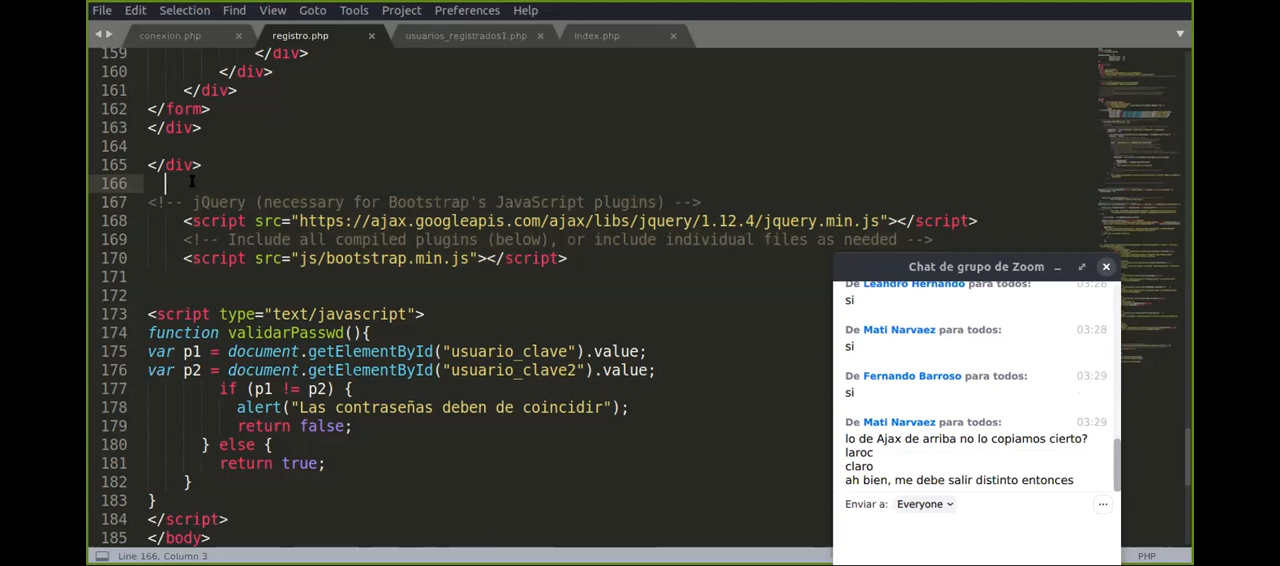 File Edit Selection Find View Goto Tools Project Preferences Help
conexion.php × registro.php × usuarios_registrados1.php × index.php ×
159 </div>
160 </div>
161 </div>
162 </form>
163 </div>
164
165 </div>
166
167 <!-- jQuery (necessary for Bootstrap's JavaScript plugins) -->
168 <script src="https://ajax.googleapis.com/ajax/libs/jquery/1.12.4/jquery.min.js"></script>
169 <!-- Include all compiled plugins (below), or include individual files as needed -->
170 <script src="js/bootstrap.min.js"></script>
171
172
173 <script type="text/javascript">
174 function validarPasswd(){
175 var p1 = document.getElementById("usuario_clave").value;
176 var p2 = document.getElementById("usuario_clave2").value;
177 if (p1 != p2) {
178 alert("Las contraseñas deben de coincidir");
179 return false;
180 } else {
181 return true;
182 }
183 }
184 </script>
185 </body>
Line 166, Column 3
PHP
Chat de grupo de Zoom
De Leandro Hernando para todos: 03:28
si
De Mati Narvaez para todos: 03:28
si
De Fernando Barroso para todos: 03:29
si
De Mati Narvaez para todos: 03:29
lo de Ajax de arriba no lo copiamos cierto?
laroc
claro
ah bien, me debe salir distinto entonces
Enviar a: Everyone